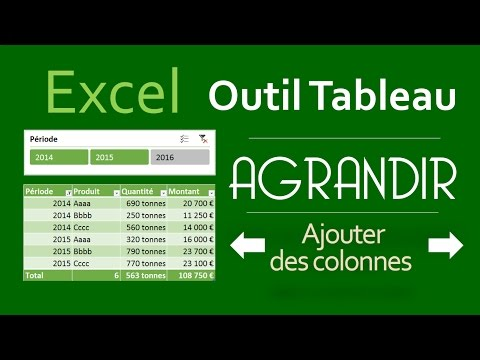 Excel Outil Tableau
Période
2014 2015 2016
AGRANDIR
Ajouter
des colonnes
Période Produit Quantité Montant
2014 Aaaa 690 tonnes 20 700 €
2014 Bbbb 250 tonnes 11 250 €
2014 Cccc 560 tonnes 14 000 €
2015 Aaaa 320 tonnes 16 000 €
2015 Bbbb 790 tonnes 23 700 €
2015 Cccc 770 tonnes 23 100 €
Total 6 563 tonnes 108 750 €